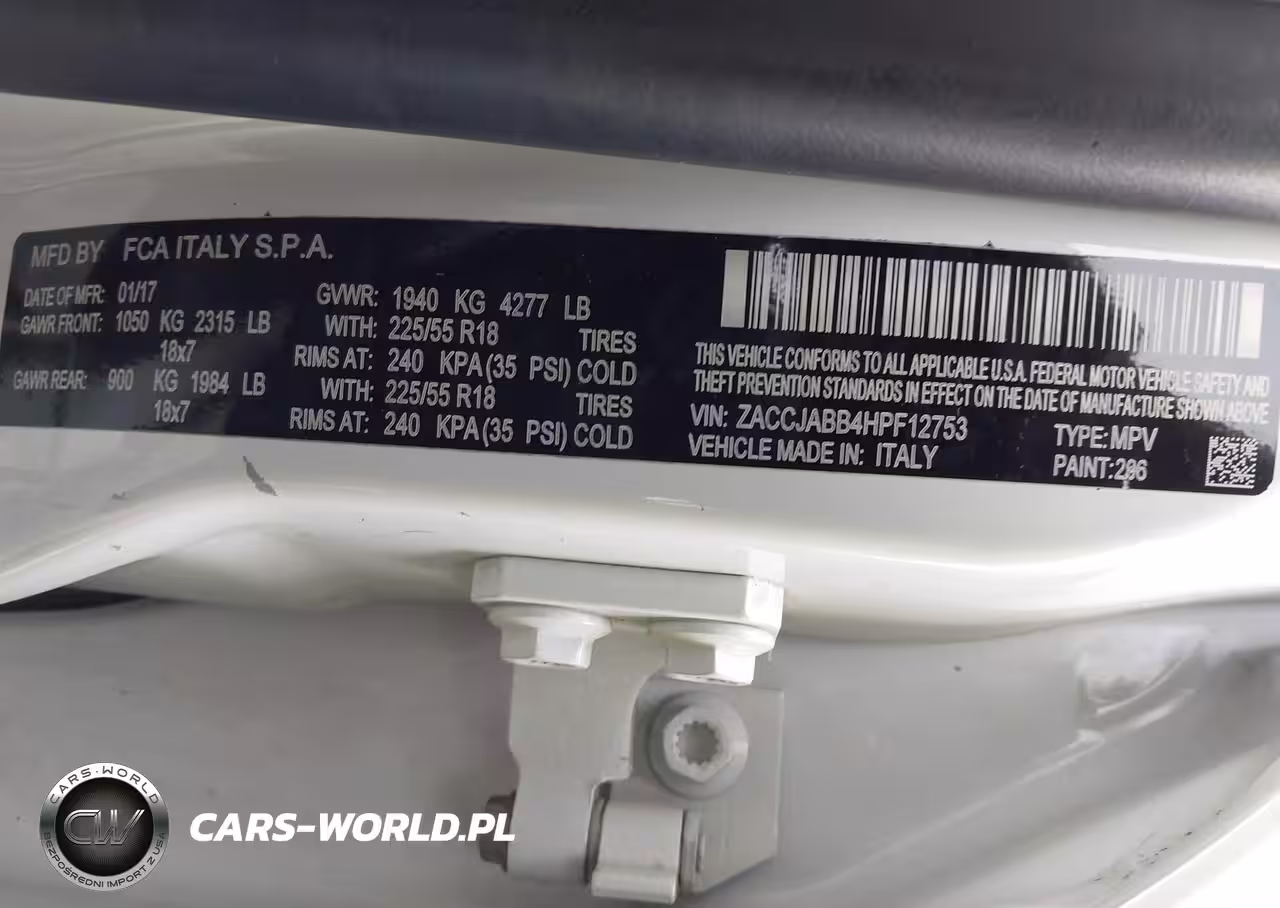 MFD BY FCA ITALY S.P.A.
DATE OF MFR: 01/17 GVWR: 1940 KG 4277 LB
GAWR FRONT: 1050 KG 2315 LB WITH: 225/55 R18 TIRES
18x7 RIMS AT: 240 KPA(35 PSI) COLD
GAWR REAR: 900 KG 1984 LB WITH: 225/55 R18 TIRES
18x7 RIMS AT: 240 KPA(35 PSI) COLD
THIS VEHICLE CONFORMS TO ALL APPLICABLE U.S.A. FEDERAL MOTOR VEHICLE SAFETY AND
THEFT PREVENTION STANDARDS IN EFFECT ON THE DATE OF MANUFACTURE SHOWN ABOVE
VIN: ZACCJABB4HPF12753 TYPE:MPV
VEHICLE MADE IN: ITALY PAINT:296
CARS-WORLD
CW
BEZPOŚREDNI IMPORT Z USA
CARS-WORLD.PL